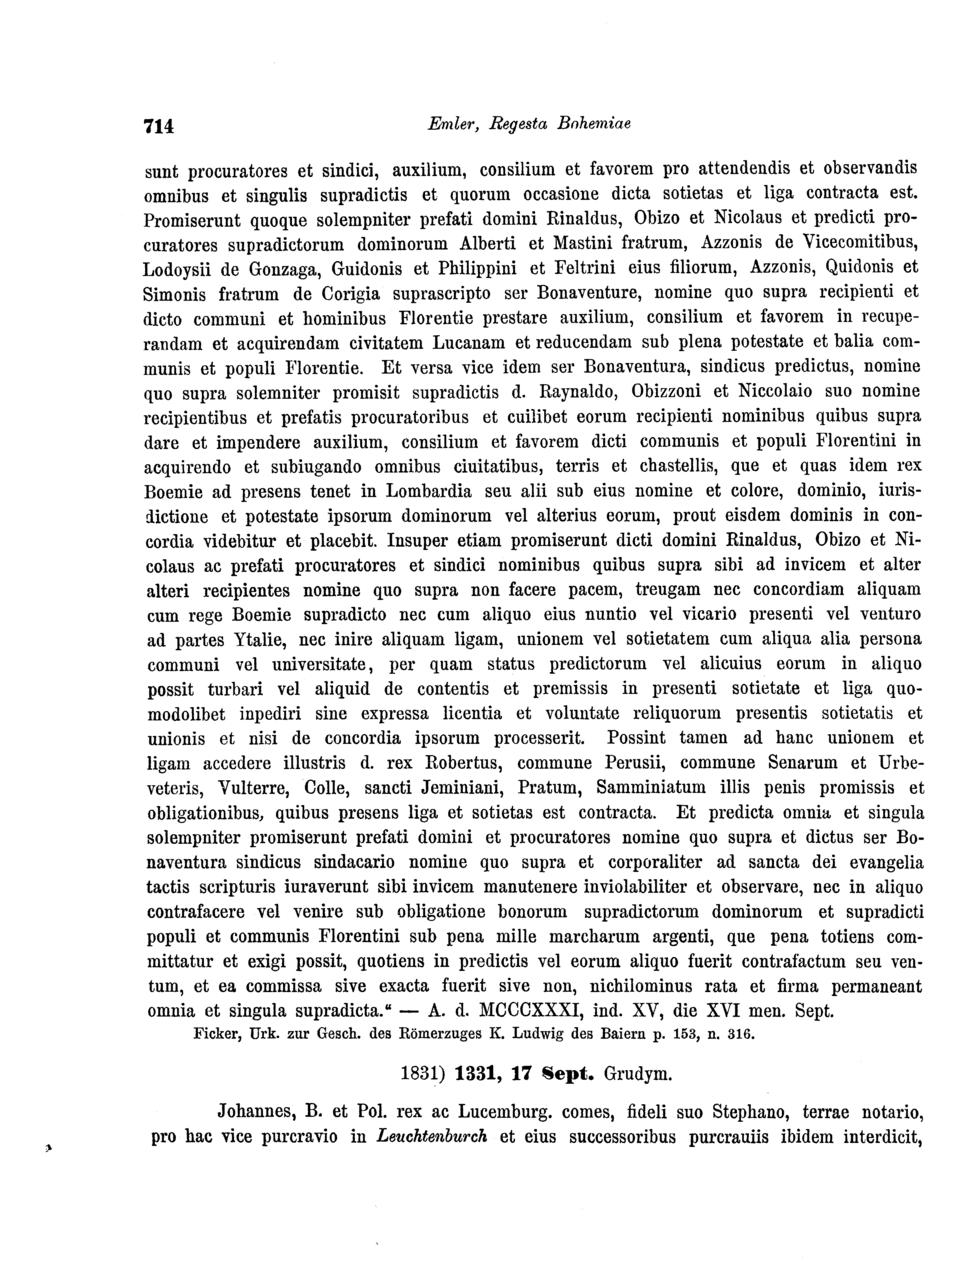 714
Emler, Regesta Bohemiae
sunt procuratores et sindici, auxilium, consilium et favorem pro attendendis et observandis
omnibus et singulis supradictis et quorum occasione dicta sotietas et liga contracta est.
Promiserunt quoque solempniter prefati domini Rinaldus, Obizo et Nicolaus et predicti pro-
curatores supradictorum dominorum Alberti et Mastini fratrum, Azzonis de Vicecomitibus,
Lodoysii de Gonzaga, Guidonis et Philippini et Feltrini eius filiorum, Azzonis, Quidonis et
Simonis fratrum de Corigia suprascripto ser Bonaventure, nomine quo supra recipienti et
dicto communi et hominibus Florentie prestare auxilium, consilium et favorem in recupe-
randam et acquirendam civitatem Lucanam et reducendam sub plena potestate et balia com-
munis et populi Florentie. Et versa vice idem ser Bonaventura, sindicus predictus, nomine
quo supra solemniter promisit supradictis d. Raynaldo, Obizzoni et Niccolaio suo nomine
recipientibus et prefatis procuratoribus et cuilibet eorum recipienti nominibus quibus supra
dare et impendere auxilium, consilium et favorem dicti communis et populi Florentini in
acquirendo et subiugando omnibus ciuitatibus, terris et chastellis, que et quas idem rex
Boemie ad presens tenet in Lombardia seu alii sub eius nomine et colore, dominio, iuris-
dictione et potestate ipsorum dominorum vel alterius eorum, prout eisdem dominis in con-
cordia videbitur et placebit. Insuper etiam promiserunt dicti domini Rinaldus, Obizo et Ni-
colaus ac prefati procuratores et sindici nominibus quibus supra sibi ad invicem et alter
alteri recipientes nomine quo supra non facere pacem, treugam nec concordiam aliquam
cum rege Boemie supradicto nec cum aliquo eius nuntio vel vicario presenti vel venturo
ad partes Ytalie, nec inire aliquam ligam, unionem vel sotietatem cum aliqua alia persona
communi vel universitate, per quam status predictorum vel alicuius eorum in aliquo
possit turbari vel aliquid de contentis et premissis in presenti sotietate et liga quo-
modolibet inpediri sine expressa licentia et voluntate reliquorum presentis sotietatis et
unionis et nisi de concordia ipsorum processerit. Possint tamen ad hanc unionem et
ligam accedere illustris d. rex Robertus, commune Perusii, commune Senarum et Urbe-
veteris, Vulterre, Colle, sancti Jeminiani, Pratum, Samminiatum illis penis promissis et
obligationibus, quibus presens liga et sotietas est contracta. Et predicta omnia et singula
solempniter promiserunt prefati domini et procuratores nomine quo supra et dictus ser Bo-
naventura sindicus sindacario nomine quo supra et corporaliter ad sancta dei evangelia
tactis scripturis iuraverunt sibi invicem manutenere inviolabiliter et observare, nec in aliquo
contrafacere vel venire sub obligatione bonorum supradictorum dominorum et supradicti
populi et communis Florentini sub pena mille marcharum argenti, que pena totiens com-
mittatur et exigi possit, quotiens in predictis vel eorum aliquo fuerit contrafactum seu ven-
tum, et ea commissa sive exacta fuerit sive non, nichilominus rata et firma permaneant
omnia et singula supradicta.“ — A. d. MCCCXXXI, ind. XV, die XVI men. Sept.
Ficker, Urk. zur Gesch. des Römerzuges K. Ludwig des Baiern p. 153, n. 316.
1831) 1331, 17 Sept. Grudym.
Johannes, B. et Pol. rex ac Lucemburg. comes, fideli suo Stephano, terrae notario,
pro hac vice purcravio in Leuchtenburch et eius successoribus purcrauiis ibidem interdicit,